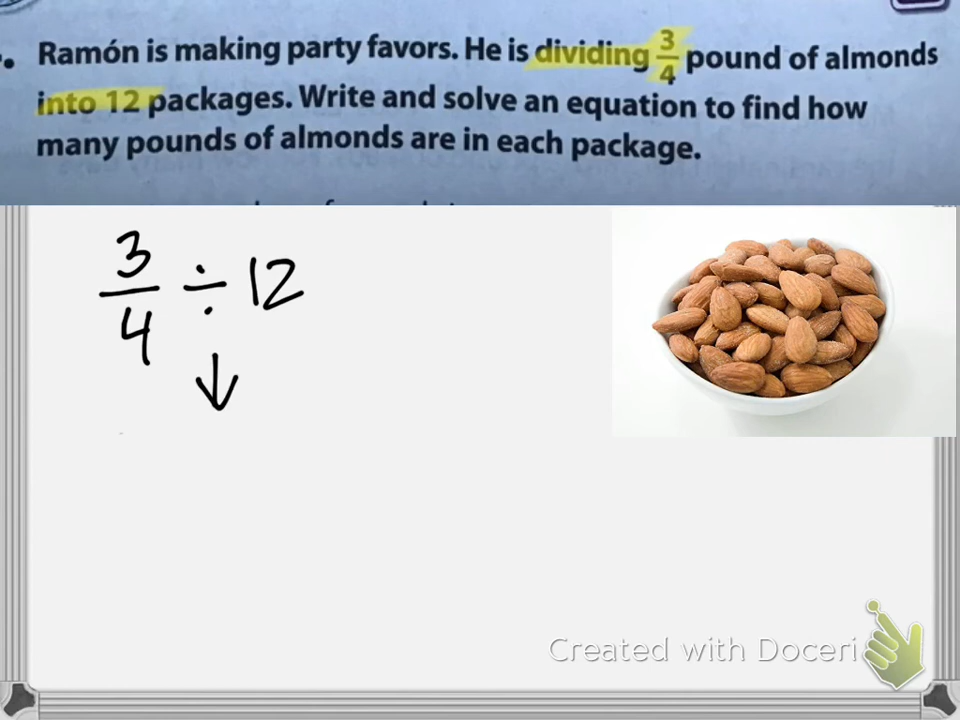 Ramón is making party favors. He is dividing 3/4 pound of almonds
into 12 packages. Write and solve an equation to find how
many pounds of almonds are in each package.
3/4 ÷ 12
↓
Created with Doceri